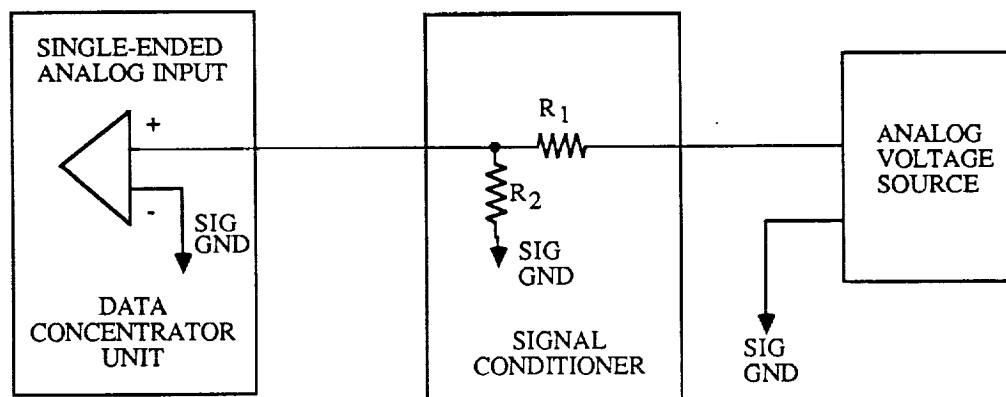 SINGLE-ENDED
ANALOG INPUT
+
-
SIG
GND
DATA
CONCENTRATOR
UNIT
R1
R2
SIG
GND
SIGNAL
CONDITIONER
ANALOG
VOLTAGE
SOURCE
SIG
GND